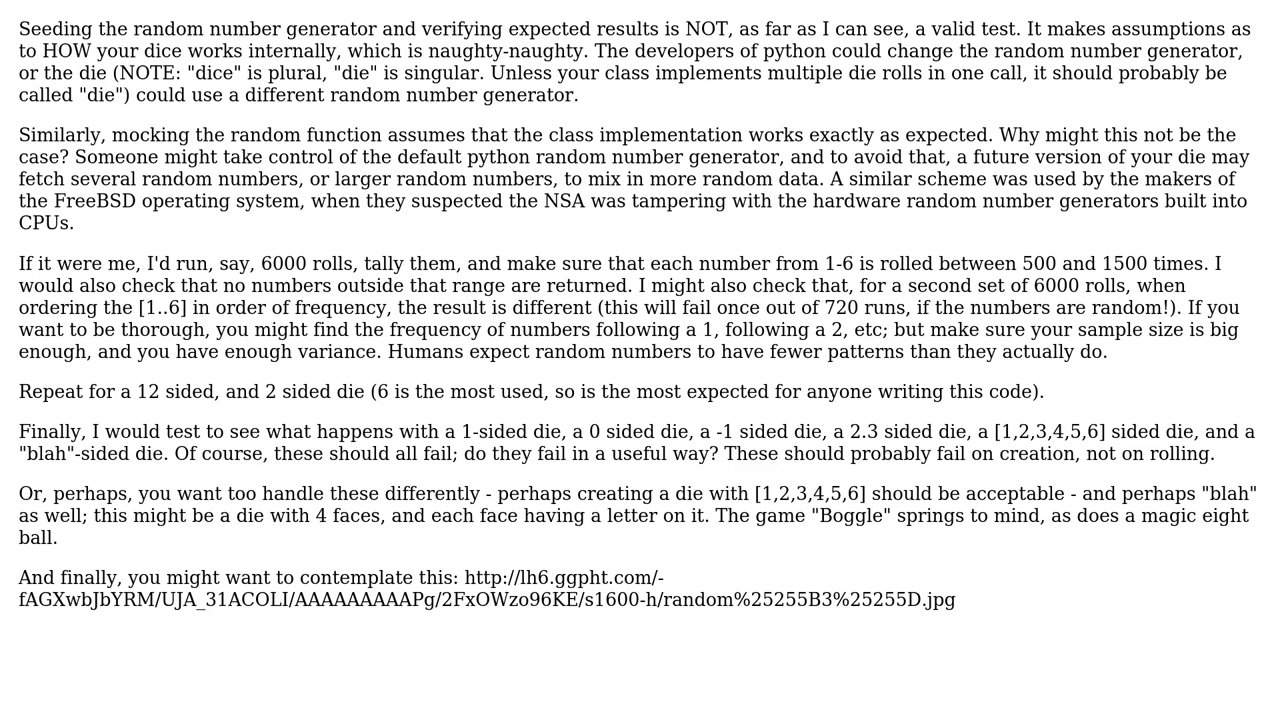 Seeding the random number generator and verifying expected results is NOT, as far as I can see, a valid test. It makes assumptions as
to HOW your dice works internally, which is naughty-naughty. The developers of python could change the random number generator,
or the die (NOTE: "dice" is plural, "die" is singular. Unless your class implements multiple die rolls in one call, it should probably be
called "die") could use a different random number generator.
Similarly, mocking the random function assumes that the class implementation works exactly as expected. Why might this not be the
case? Someone might take control of the default python random number generator, and to avoid that, a future version of your die may
fetch several random numbers, or larger random numbers, to mix in more random data. A similar scheme was used by the makers of
the FreeBSD operating system, when they suspected the NSA was tampering with the hardware random number generators built into
CPUs.
If it were me, I'd run, say, 6000 rolls, tally them, and make sure that each number from 1-6 is rolled between 500 and 1500 times. I
would also check that no numbers outside that range are returned. I might also check that, for a second set of 6000 rolls, when
ordering the [1..6] in order of frequency, the result is different (this will fail once out of 720 runs, if the numbers are random!). If you
want to be thorough, you might find the frequency of numbers following a 1, following a 2, etc; but make sure your sample size is big
enough, and you have enough variance. Humans expect random numbers to have fewer patterns than they actually do.
Repeat for a 12 sided, and 2 sided die (6 is the most used, so is the most expected for anyone writing this code).
Finally, I would test to see what happens with a 1-sided die, a 0 sided die, a -1 sided die, a 2.3 sided die, a [1,2,3,4,5,6] sided die, and a
"blah"-sided die. Of course, these should all fail; do they fail in a useful way? These should probably fail on creation, not on rolling.
Or, perhaps, you want too handle these differently - perhaps creating a die with [1,2,3,4,5,6] should be acceptable - and perhaps "blah"
as well; this might be a die with 4 faces, and each face having a letter on it. The game "Boggle" springs to mind, as does a magic eight
ball.
And finally, you might want to contemplate this: http://lh6.ggpht.com/-
fAGXwbJbYRM/UJA_31ACOLI/AAAAAAAAAPg/2FxOWzo96KE/s1600-h/random%25255B3%25255D.jpg